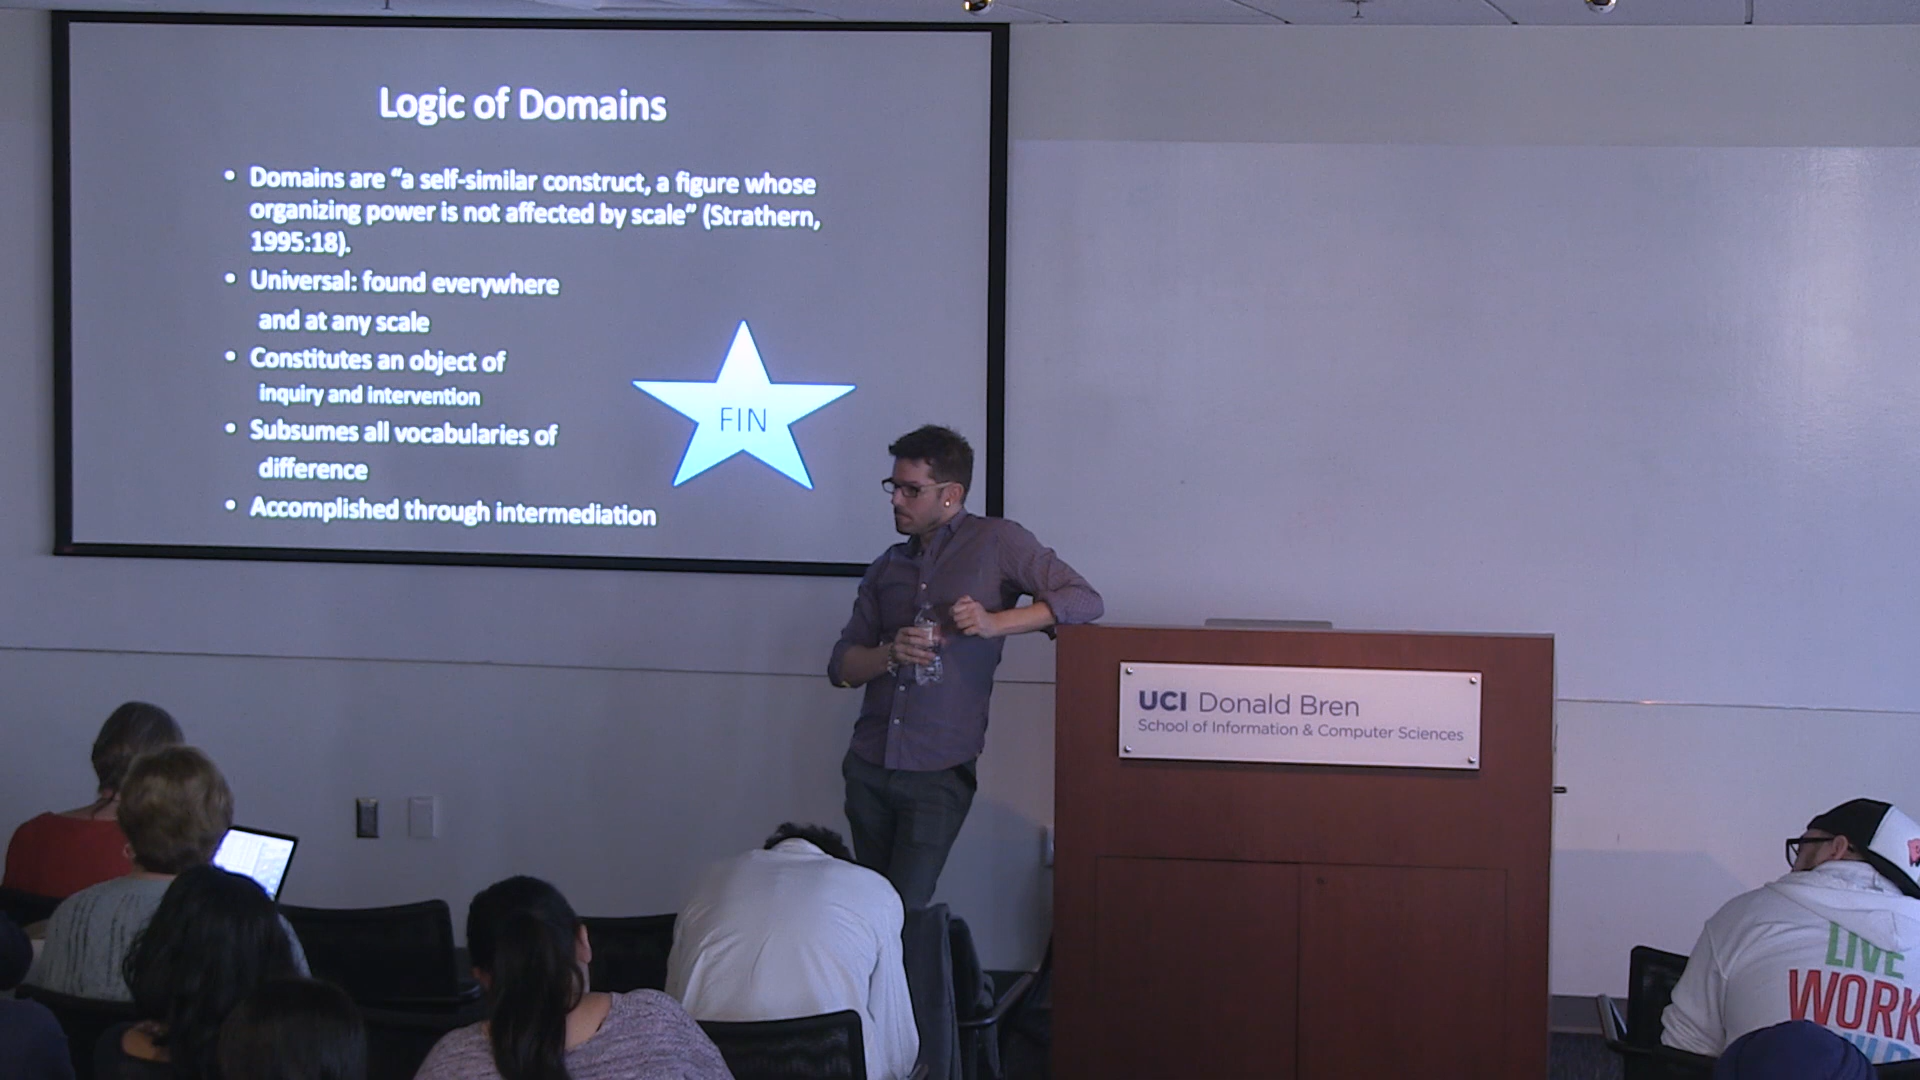 Logic of Domains
• Domains are “a self-similar construct, a figure whose
organizing power is not affected by scale” (Strathern,
1995:18).
• Universal: found everywhere
and at any scale
• Constitutes an object of
inquiry and intervention
• Subsumes all vocabularies of
difference
• Accomplished through intermediation
FIN
UCI Donald Bren
School of Information & Computer Sciences
LIVE
WORK